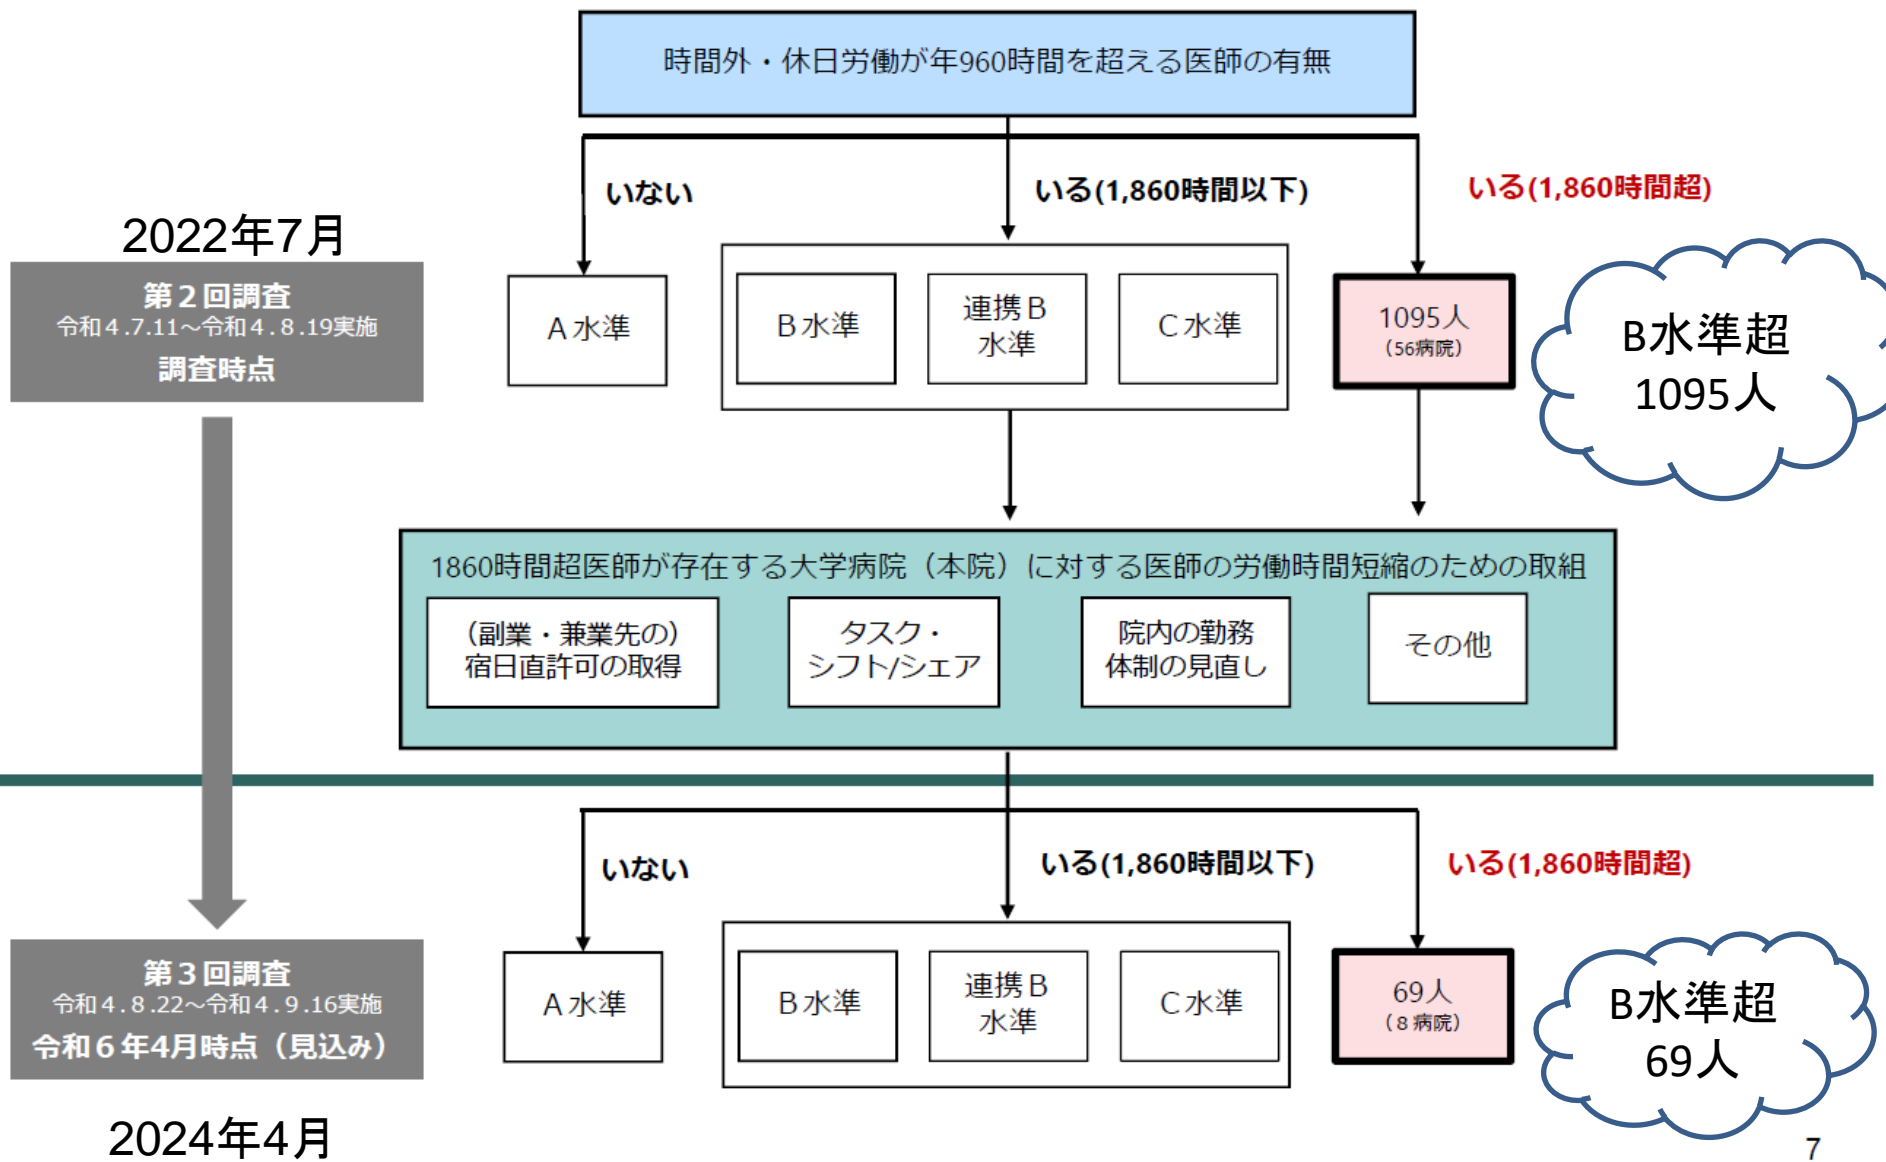 時間外・休日労働が年960時間を超える医師の有無
いない
いる(1,860時間以下)
いる(1,860時間超)
2022年7月
第２回調査
令和４.7.11～令和４.８.19実施
調査時点
Ａ水準
Ｂ水準
連携Ｂ
水準
Ｃ水準
1095人
（56病院）
B水準超
1095人
1860時間超医師が存在する大学病院（本院）に対する医師の労働時間短縮のための取組
（副業・兼業先の）
宿日直許可の取得
タスク・
シフト/シェア
院内の勤務
体制の見直し
その他
いない
いる(1,860時間以下)
いる(1,860時間超)
第３回調査
令和４.８.22～令和４.９.16実施
令和６年4月時点（見込み）
Ａ水準
Ｂ水準
連携Ｂ
水準
Ｃ水準
69人
（８病院）
B水準超
69人
2024年4月
7